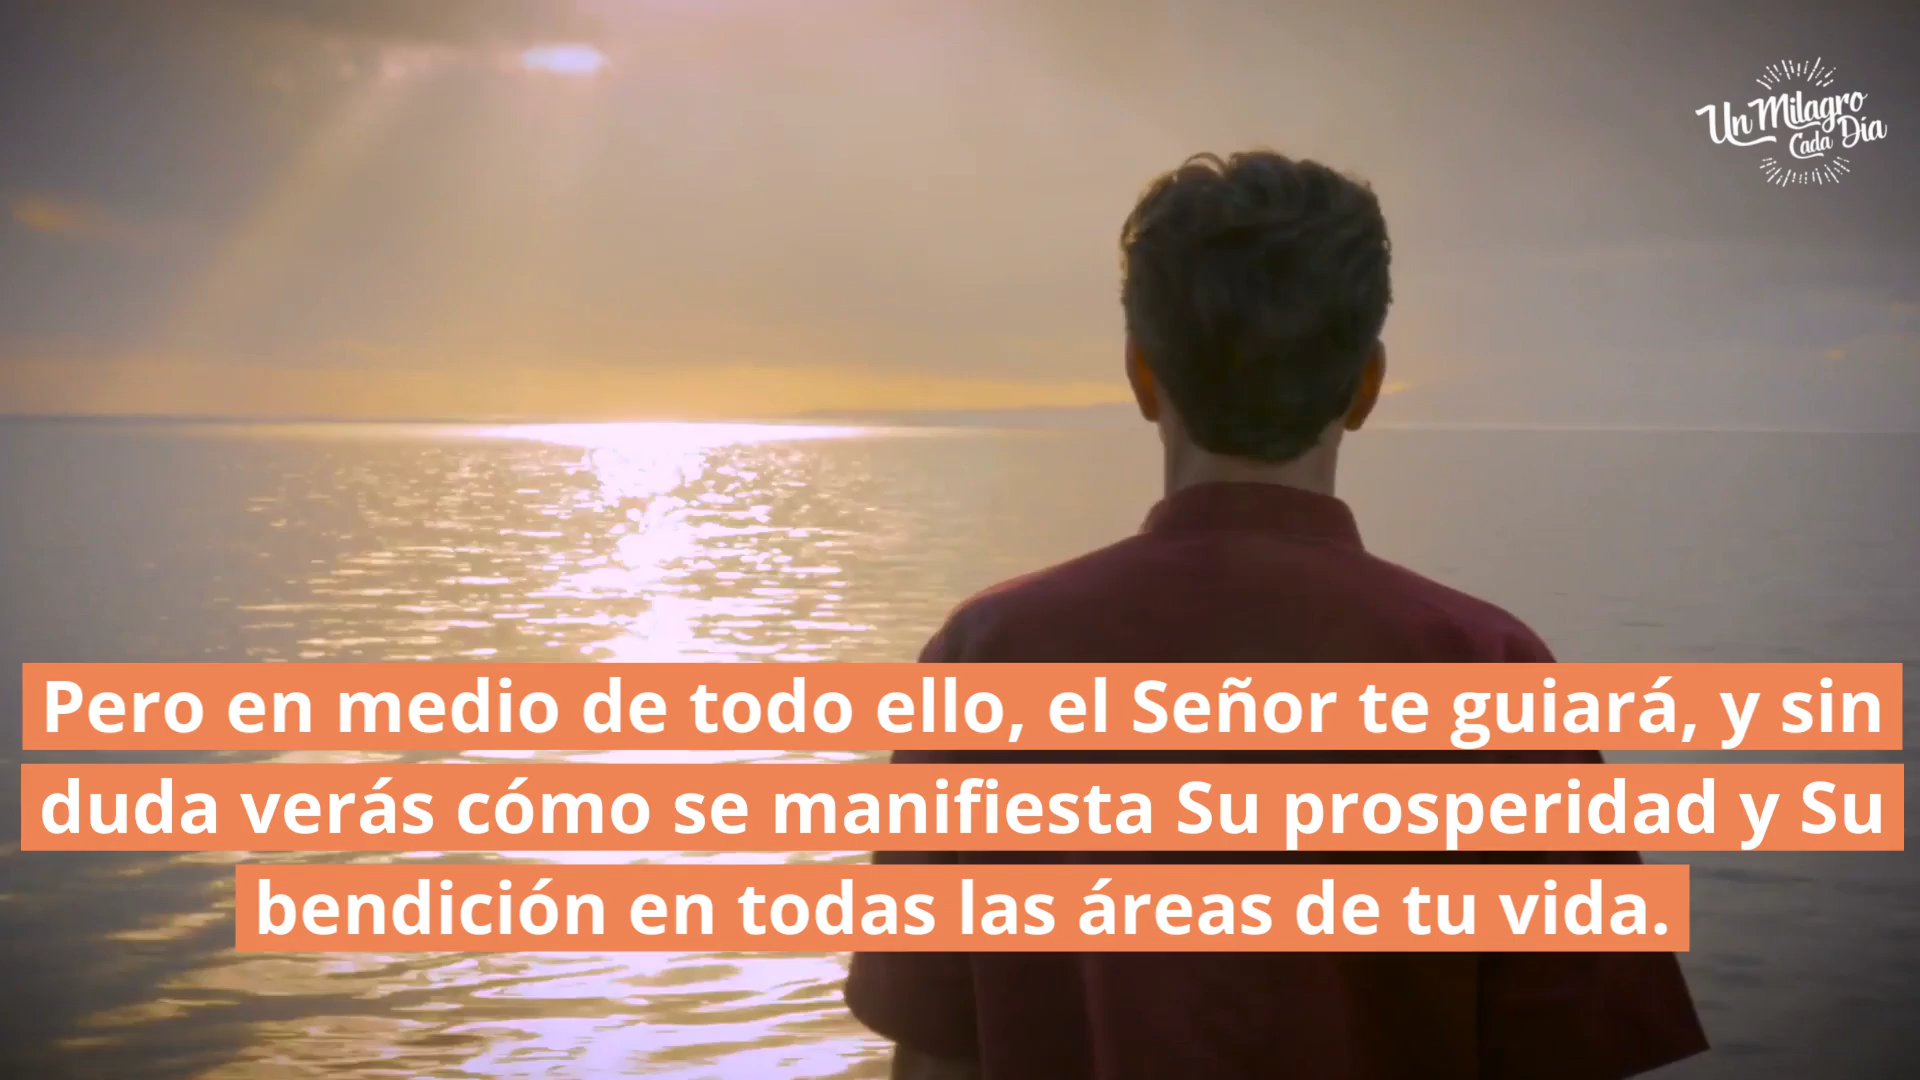 Un Milagro
Cada Día
Pero en medio de todo ello, el Señor te guiará, y sin
duda verás cómo se manifiesta Su prosperidad y Su
bendición en todas las áreas de tu vida.